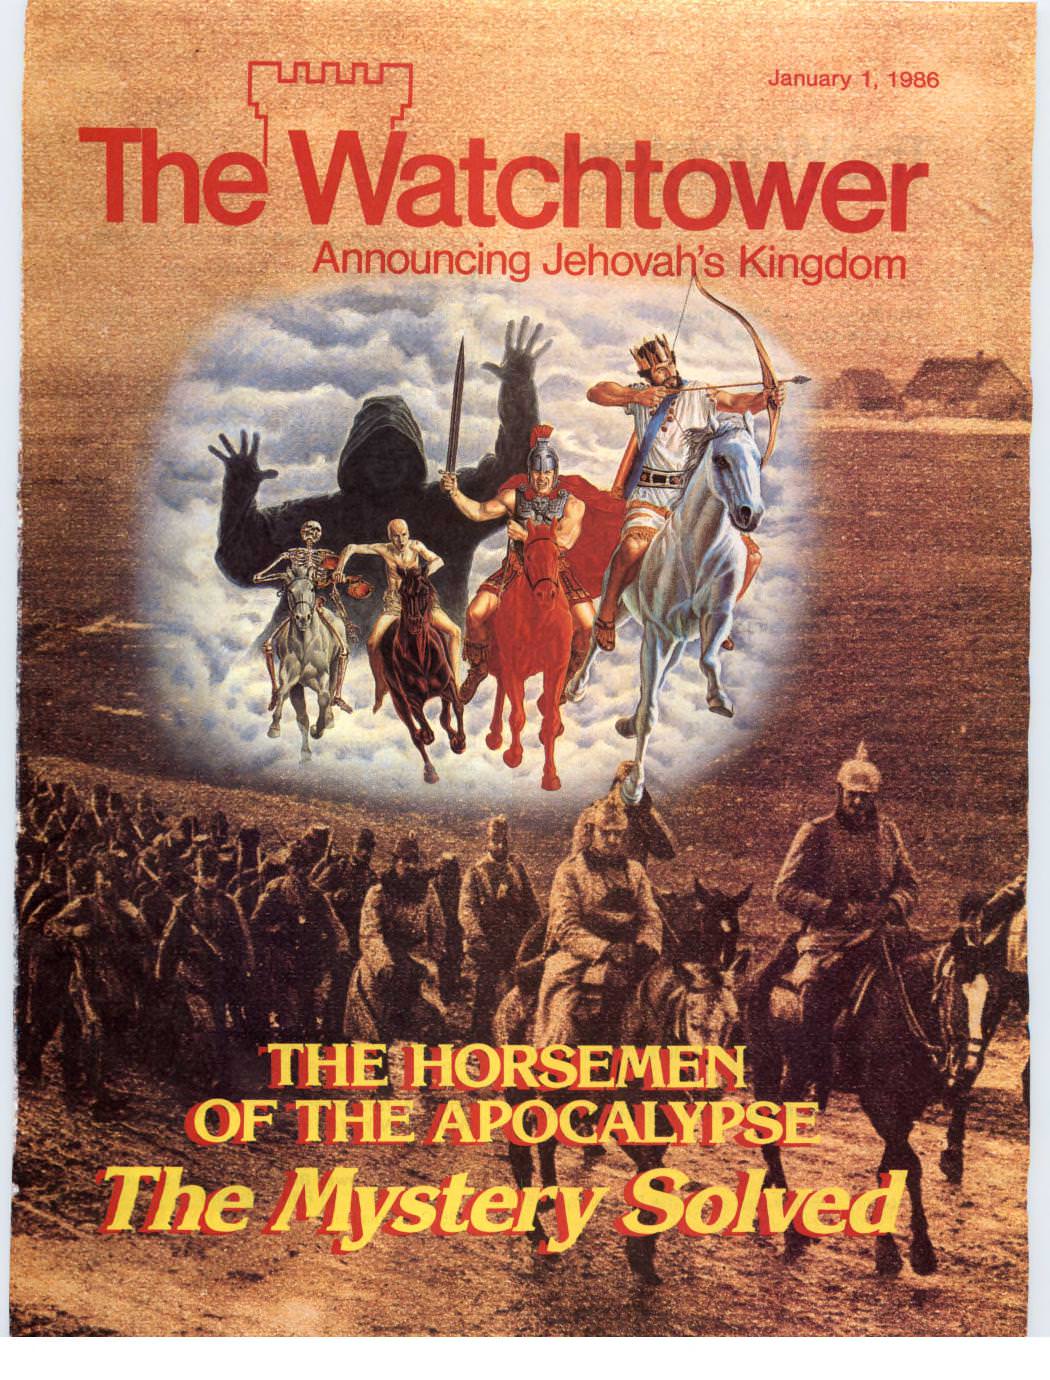 January 1, 1986
The Watchtower
Announcing Jehovah's Kingdom
THE HORSEMEN
OF THE APOCALYPSE
The Mystery Solved